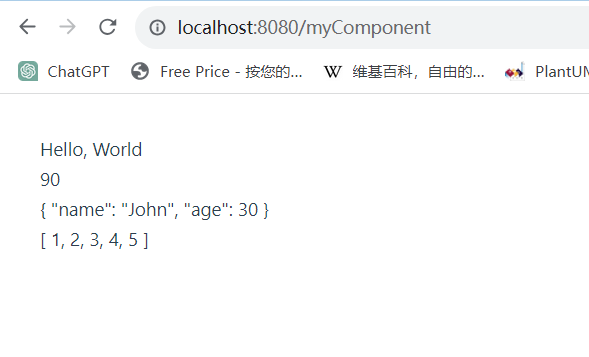 localhost:8080/myComponent
ChatGPT
Free Price - 按您的...
W 维基百科，自由的...
PlantUM
Hello, World
90
{ "name": "John", "age": 30 }
[ 1, 2, 3, 4, 5 ]